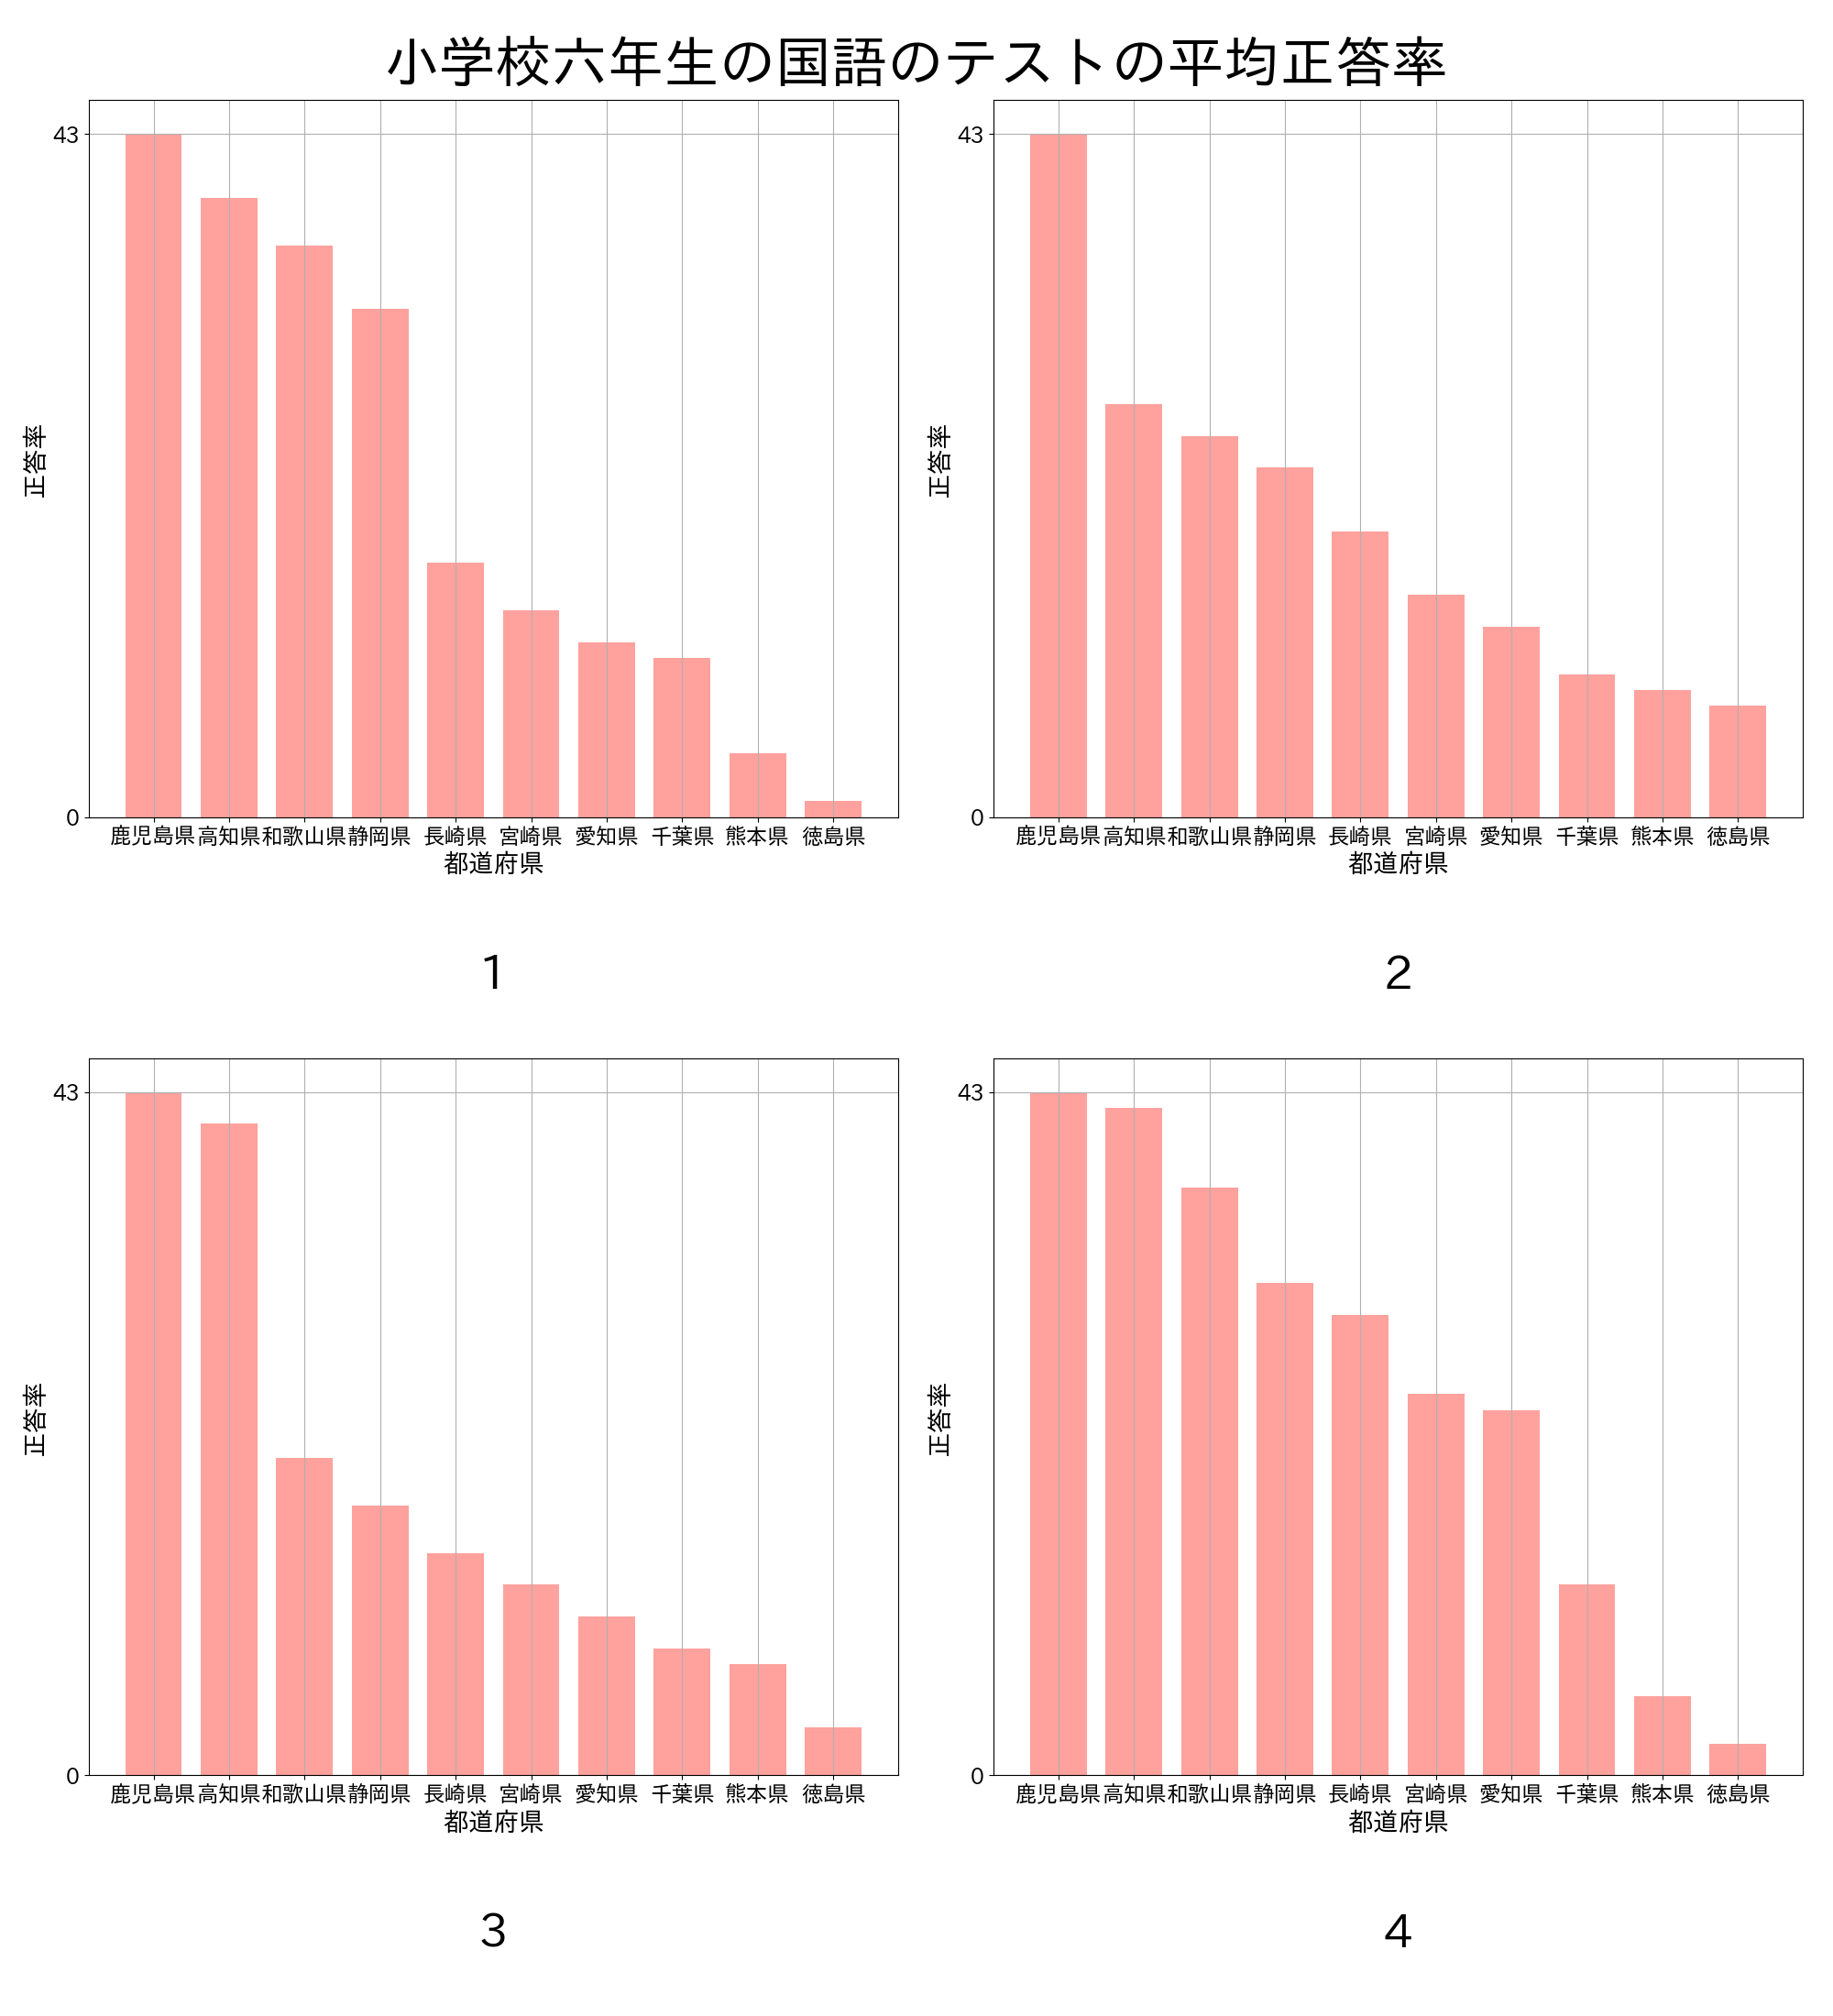 小学校六年生の国語のテストの平均正答率
43
0
正答率
鹿児島県 高知県 和歌山県 静岡県 長崎県 宮崎県 愛知県 千葉県 熊本県 徳島県
都道府県
1
43
0
正答率
鹿児島県 高知県 和歌山県 静岡県 長崎県 宮崎県 愛知県 千葉県 熊本県 徳島県
都道府県
2
43
0
正答率
鹿児島県 高知県 和歌山県 静岡県 長崎県 宮崎県 愛知県 千葉県 熊本県 徳島県
都道府県
3
43
0
正答率
鹿児島県 高知県 和歌山県 静岡県 長崎県 宮崎県 愛知県 千葉県 熊本県 徳島県
都道府県
4